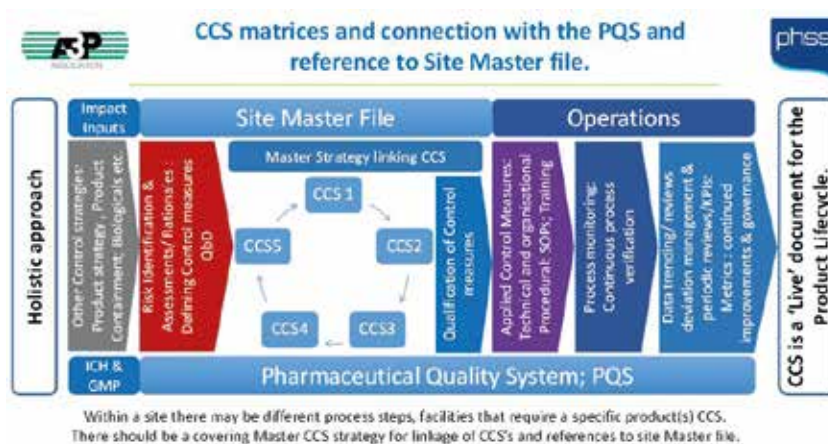 A3P
ASSOCIATION
CCS matrices and connection with the PQS and
reference to Site Master file.
phss
Impact
Inputs
Site Master File
Operations
Holistic approach
Other Control strateges:
Product strategy , Product
Containment, Biologicals etc.
Risk Identification &
Assessments/ Rationales :
Defining Control measures
QbD
Master Strategy linking CCS
CCS 1
CCS2
CCS3
CCS4
CCS5
Qualification of Control
measures
Applied Control Measures:
Technical and organisational
Procedural: SOPs; Training
Process monitoring:
Continuous process
verification
Data trending/ reviews
deviation management &
periodic reviews/KPIs:
Metrics : continued
improvements & governance
CCS is a 'Live' document for the
Product Lifecycle.
ICH &
GMP
Pharmaceutical Quality System; PQS
Within a site there may be different process steps, facilities that require a specific product(s) CCS.
There should be a covering Master CCS strategy for linkage of CCS's and references to site Master file.